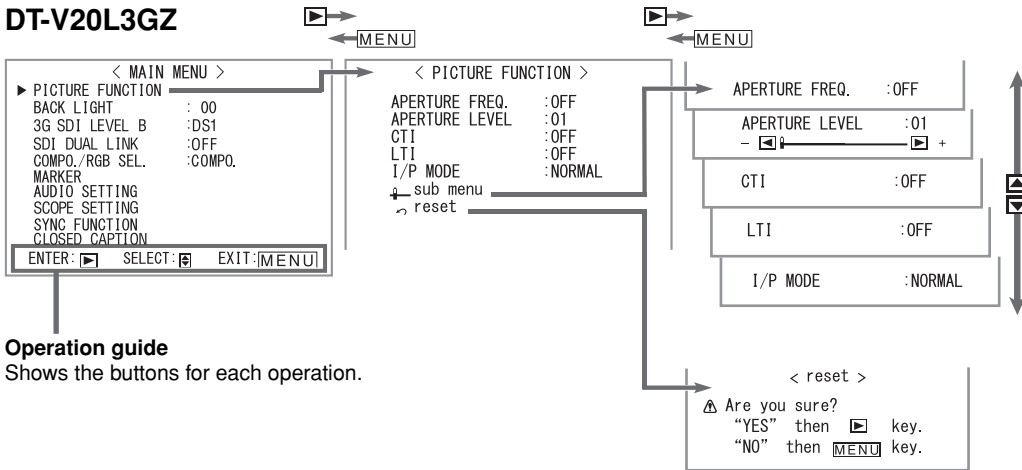 DT-V20L3GZ
MENU
MENU
< MAIN MENU >
▶ PICTURE FUNCTION
BACK LIGHT : 00
3G SDI LEVEL B :DS1
SDI DUAL LINK :OFF
COMPO./RGB SEL. :COMPO.
MARKER
AUDIO SETTING
SCOPE SETTING
SYNC FUNCTION
CLOSED CAPTION
ENTER: ▶ SELECT: EXIT:MENU
< PICTURE FUNCTION >
APERTURE FREQ. :OFF
APERTURE LEVEL :01
CTI :OFF
LTI :OFF
I/P MODE :NORMAL
sub menu
reset
APERTURE FREQ. :OFF
APERTURE LEVEL :01
– ◀ ▶ +
CTI :OFF
LTI :OFF
I/P MODE :NORMAL
Operation guide
Shows the buttons for each operation.
< reset >
⚠ Are you sure?
“YES” then ▶ key.
“NO” then MENU key.